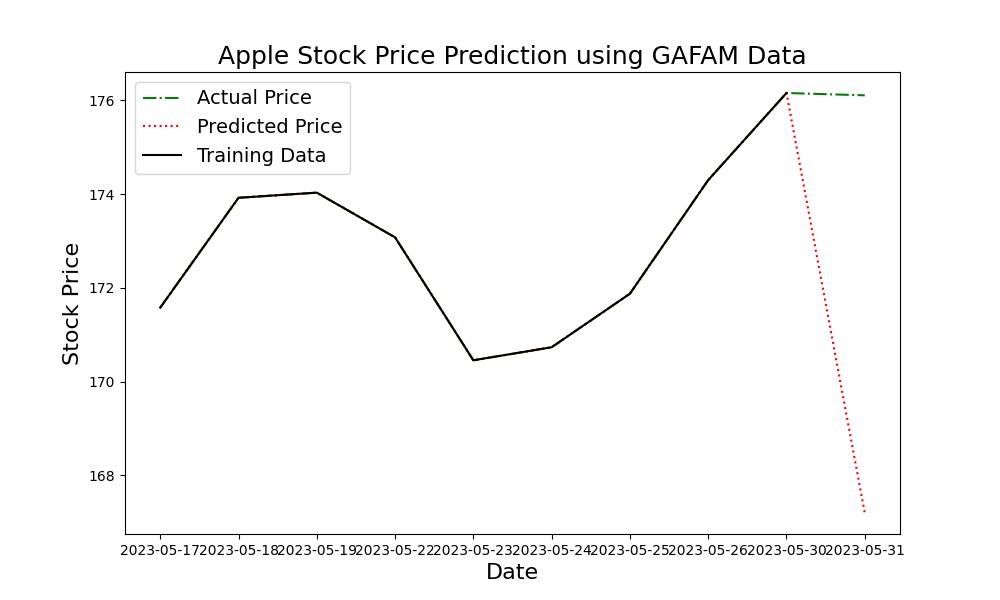 Apple Stock Price Prediction using GAFAM Data
Actual Price
Predicted Price
Training Data
176
174
172
170
168
Stock Price
2023-05-17 2023-05-18 2023-05-19 2023-05-22 2023-05-23 2023-05-24 2023-05-25 2023-05-26 2023-05-30 2023-05-31
Date